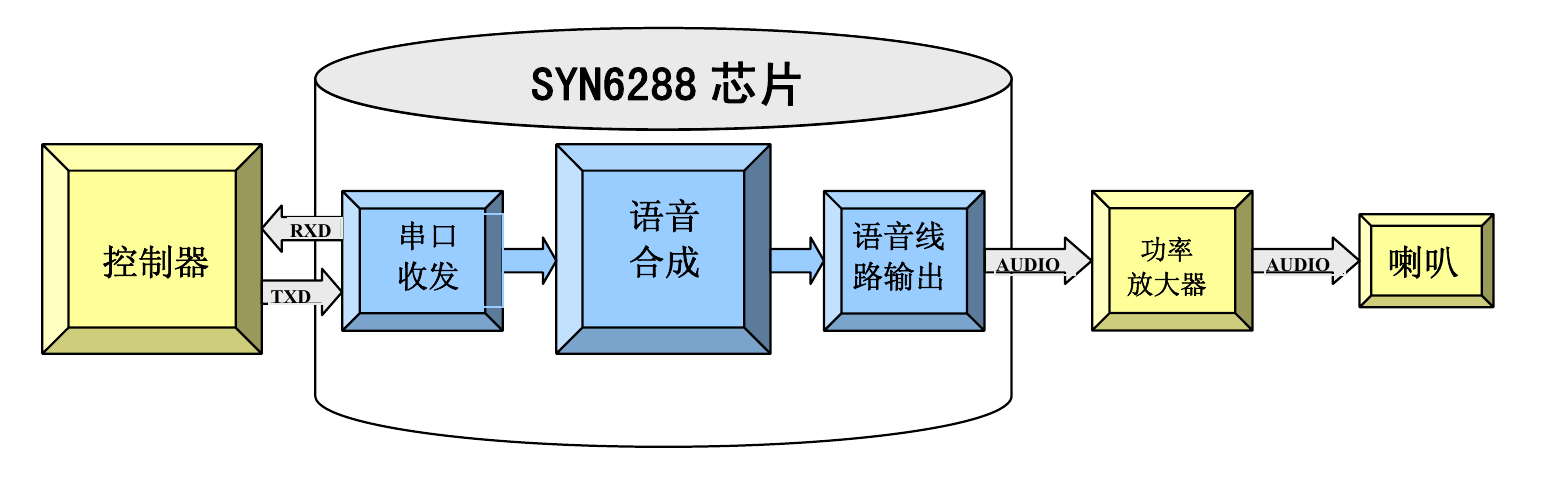 SYN6288 芯片
控制器
RXD
TXD
串口
收发
语音
合成
语音线
路输出
AUDIO
功率
放大器
AUDIO
喇叭